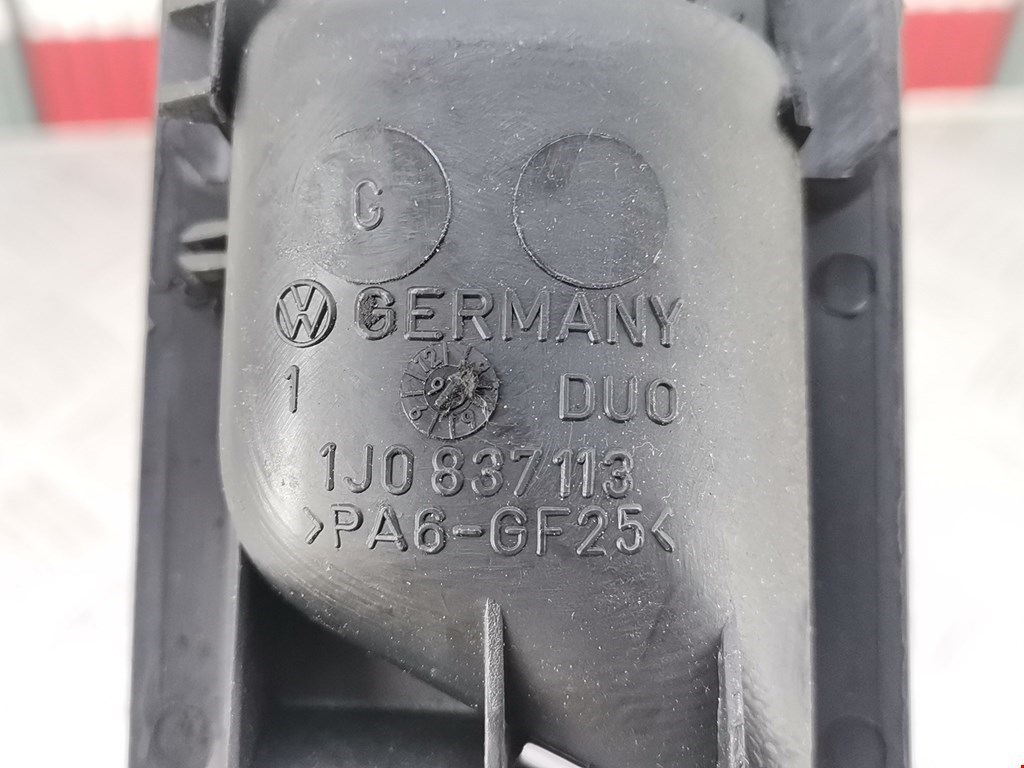 C
GERMANY
1 DUO
1J0 837 113
>PA6-GF25<